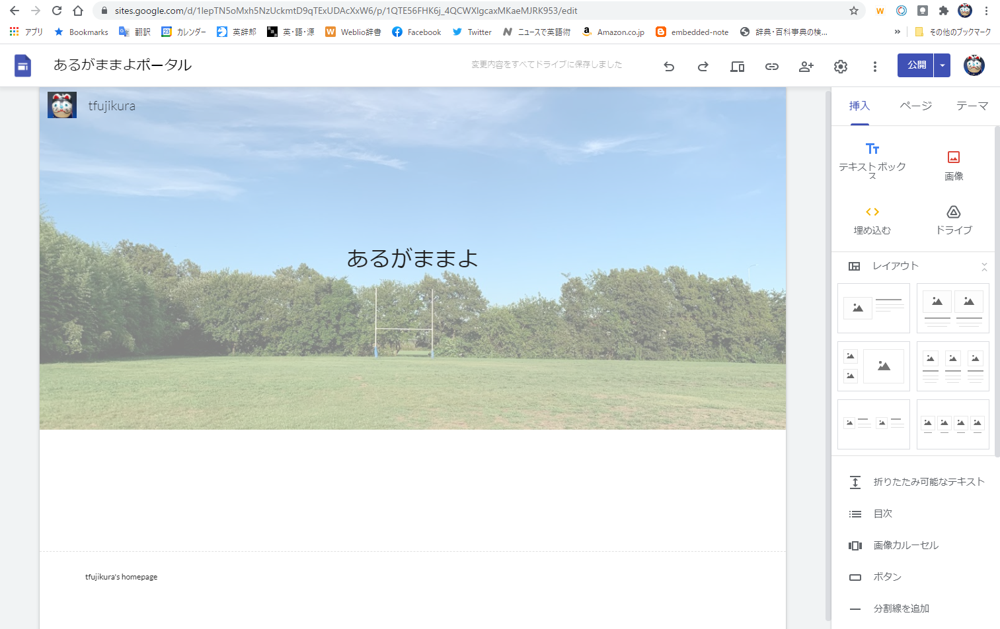 sites.google.com/d/1IepTN5oMxh5NzUckmtD9qTExUDAcXxW6/p/1QTE56FHK6j_4QCWXlgcaxMKaeMJRK953/edit
アプリ Bookmarks 翻訳 カレンダー 英辞郎 英・語・源 Weblio辞書 Facebook Twitter ニュースで英語術 Amazon.co.jp embedded-note 辞典・百科事典の検... » その他のブックマーク
あるがままよポータル
変更内容をすべてドライブに保存しました
公開
tfujikura
あるがままよ
tfujikura's homepage
挿入 ページ テーマ
テキスト ボック
ス
画像
埋め込む
ドライブ
レイアウト
折りたたみ可能なテキスト
目次
画像カルーセル
ボタン
分割線を追加